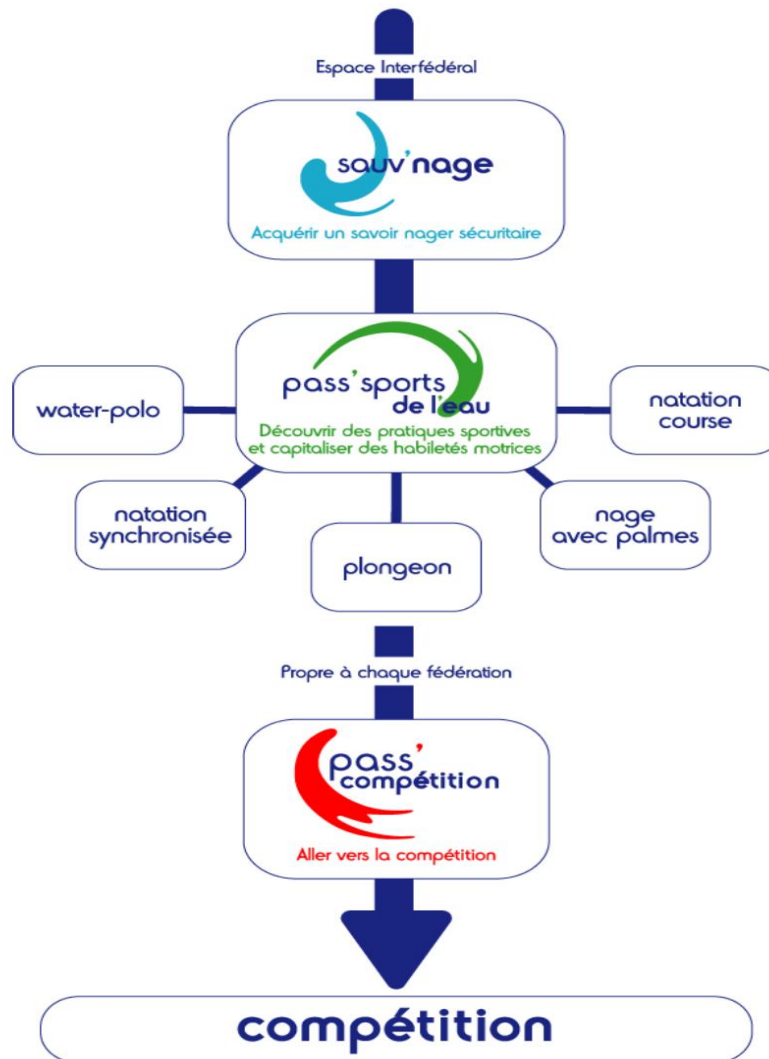 Espace Interfédéral
sauv'nage
Acquérir un savoir nager sécuritaire
pass'sports
de l'eau
Découvrir des pratiques sportives
et capitaliser des habiletés motrices
water-polo
natation
course
natation
synchronisée
nage
avec palmes
plongeon
Propre à chaque fédération
pass'
compétition
Aller vers la compétition
compétition